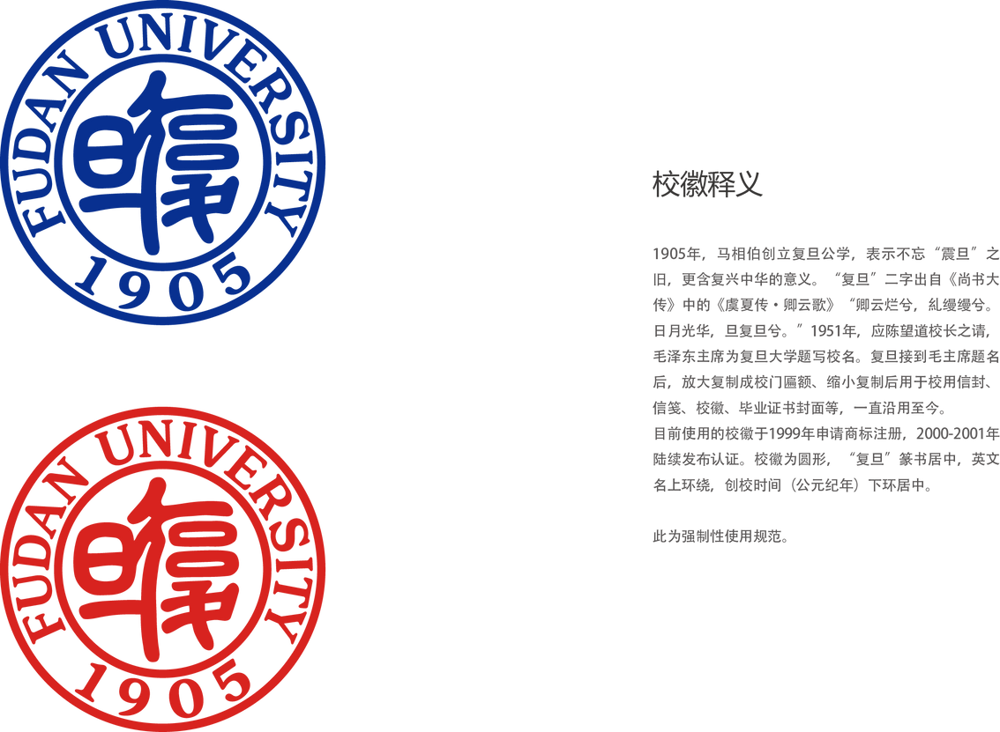 FUDAN UNIVERSITY
旦復
1905
FUDAN UNIVERSITY
旦復
1905
校徽释义
1905年，马相伯创立复旦公学，表示不忘“震旦”之
旧，更含复兴中华的意义。“复旦”二字出自《尚书大
传》中的《虞夏传·卿云歌》“卿云烂兮，糺缦缦兮。
日月光华，旦复旦兮。”1951年，应陈望道校长之请，
毛泽东主席为复旦大学题写校名。复旦接到毛主席题名
后，放大复制成校门匾额、缩小复制后用于校用信封、
信笺、校徽、毕业证书封面等，一直沿用至今。
目前使用的校徽于1999年申请商标注册，2000-2001年
陆续发布认证。校徽为圆形，“复旦”篆书居中，英文
名上环绕，创校时间（公元纪年）下环居中。
此为强制性使用规范。